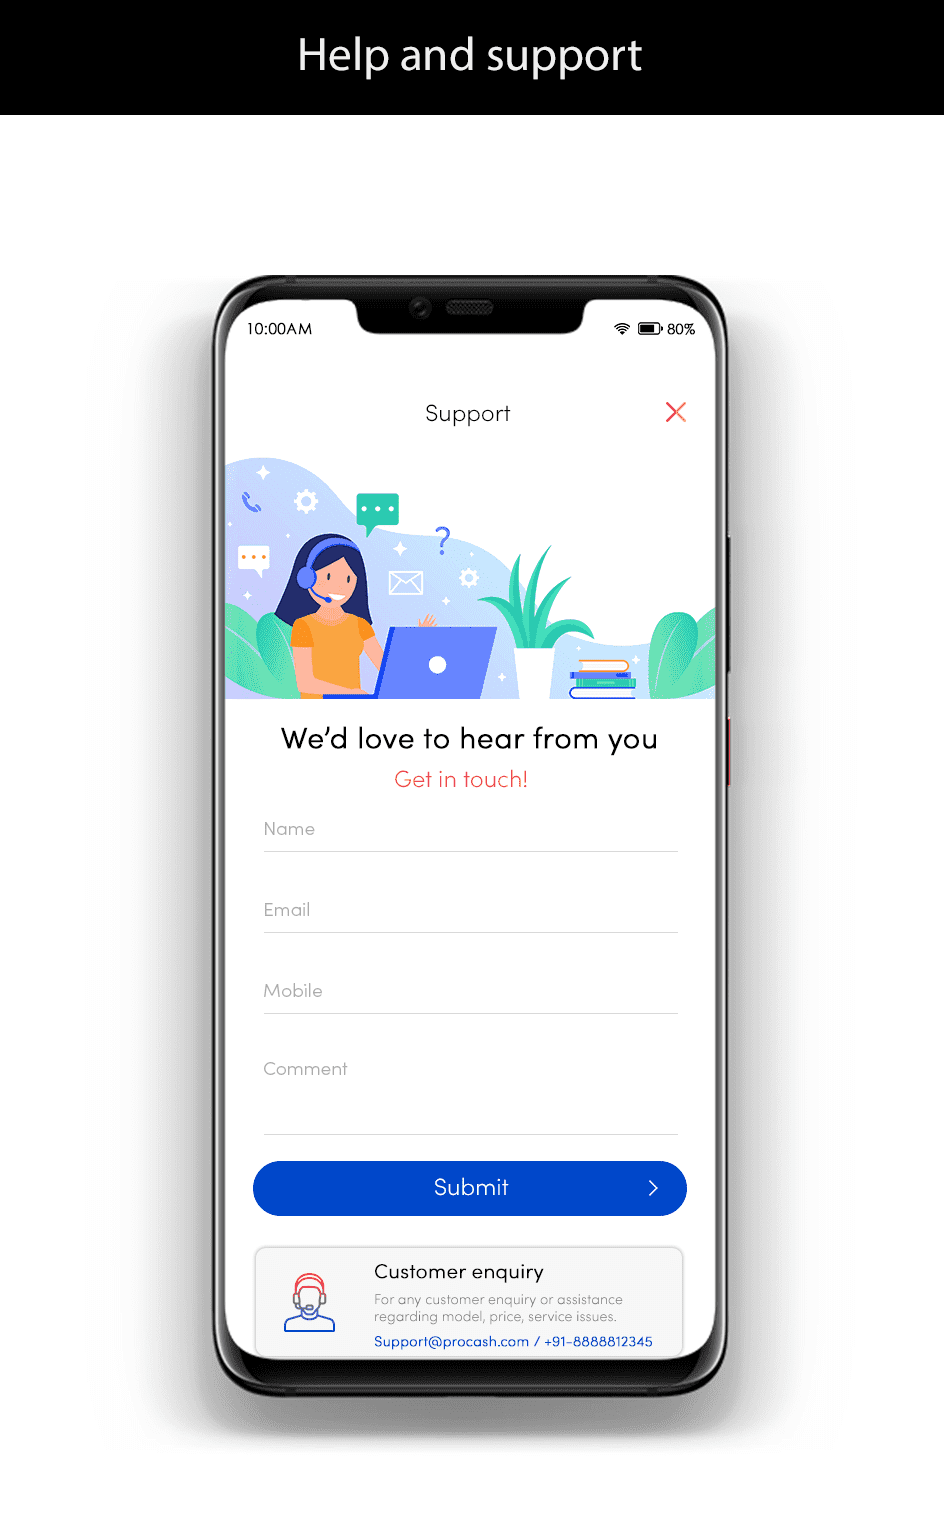 Help and support
10:00AM
80%
Support
?
We’d love to hear from you
Get in touch!
Name
Email
Mobile
Comment
Submit
Customer enquiry
For any customer enquiry or assistance
regarding model, price, service issues.
Support@procash.com / +91-8888812345